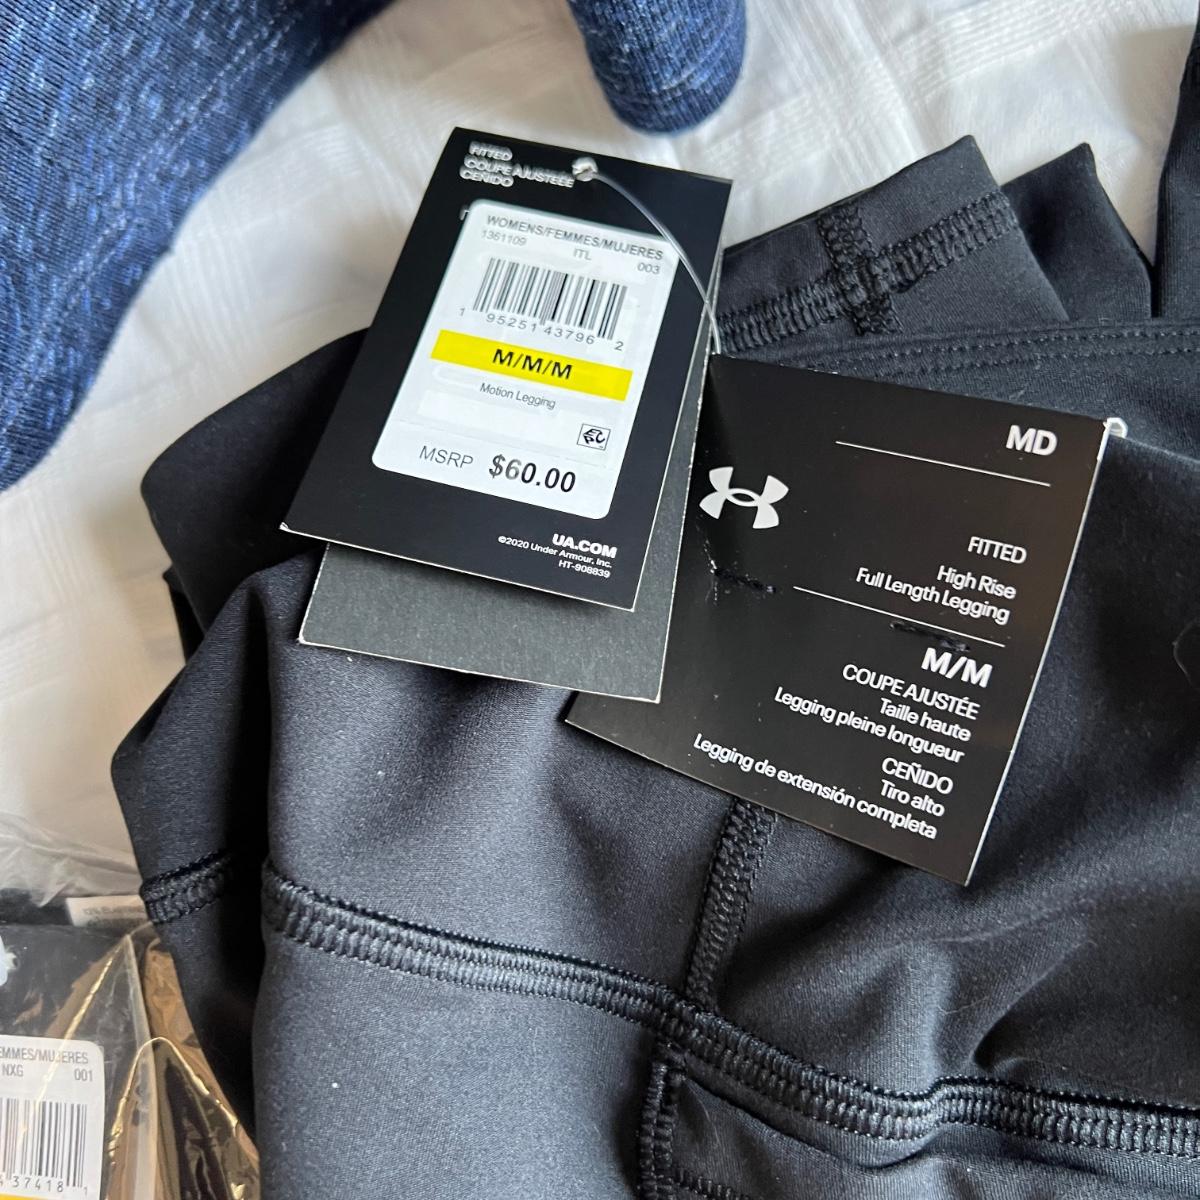 FITTED
COUPE AJUSTÉE
CEÑIDO
WOMENS/FEMMES/MUJERES
1361109 ITL 003
1 95251 43796 2
M/M/M
Motion Legging
MSRP $60.00
UA.COM
©2020 Under Armour, Inc.
HT-908839
MD
FITTED
High Rise
Full Length Legging
M/M
COUPE AJUSTÉE
Taille haute
Legging pleine longueur
CEÑIDO
Tiro alto
Legging de extensión completa
EMMES/MUJERES
NXG 001
37418 1